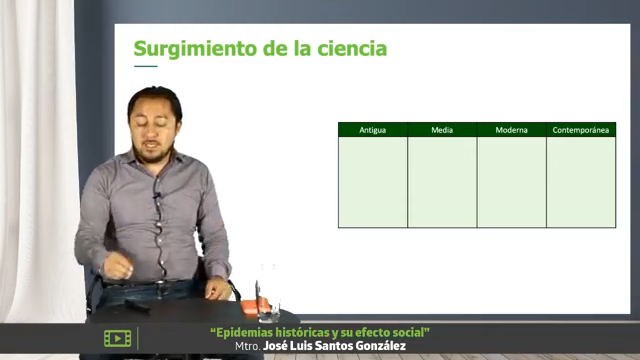 Surgimiento de la ciencia
Antigua Media Moderna Contemporánea
“Epidemias históricas y su efecto social”
Mtro. José Luis Santos González